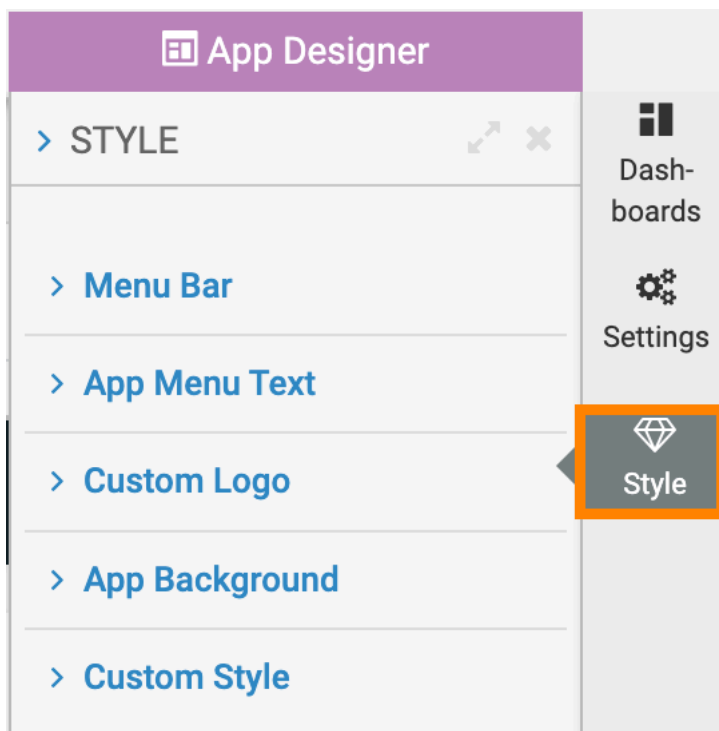 App Designer
STYLE
Dash-
boards
Menu Bar
Settings
App Menu Text
Custom Logo
Style
App Background
Custom Style